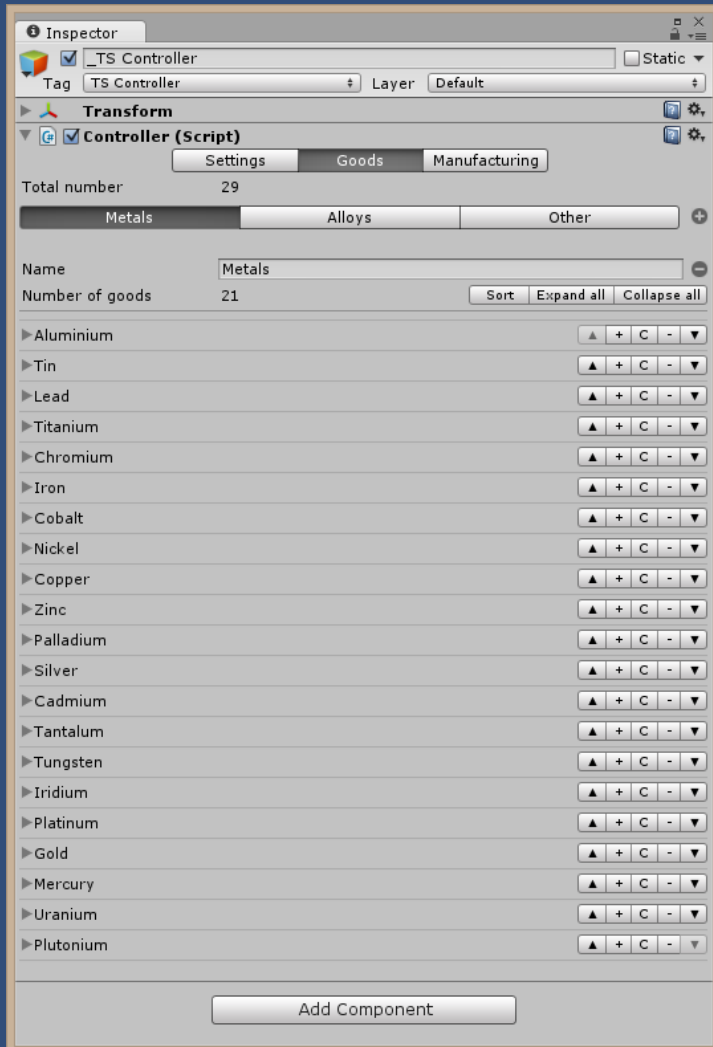 Inspector
_TS Controller Static
Tag TS Controller Layer Default
Transform
Controller (Script)
Settings Goods Manufacturing
Total number 29
Metals Alloys Other
Name Metals
Number of goods 21 Sort Expand all Collapse all
Aluminium + C -
Tin + C -
Lead + C -
Titanium + C -
Chromium + C -
Iron + C -
Cobalt + C -
Nickel + C -
Copper + C -
Zinc + C -
Palladium + C -
Silver + C -
Cadmium + C -
Tantalum + C -
Tungsten + C -
Iridium + C -
Platinum + C -
Gold + C -
Mercury + C -
Uranium + C -
Plutonium + C -
Add Component